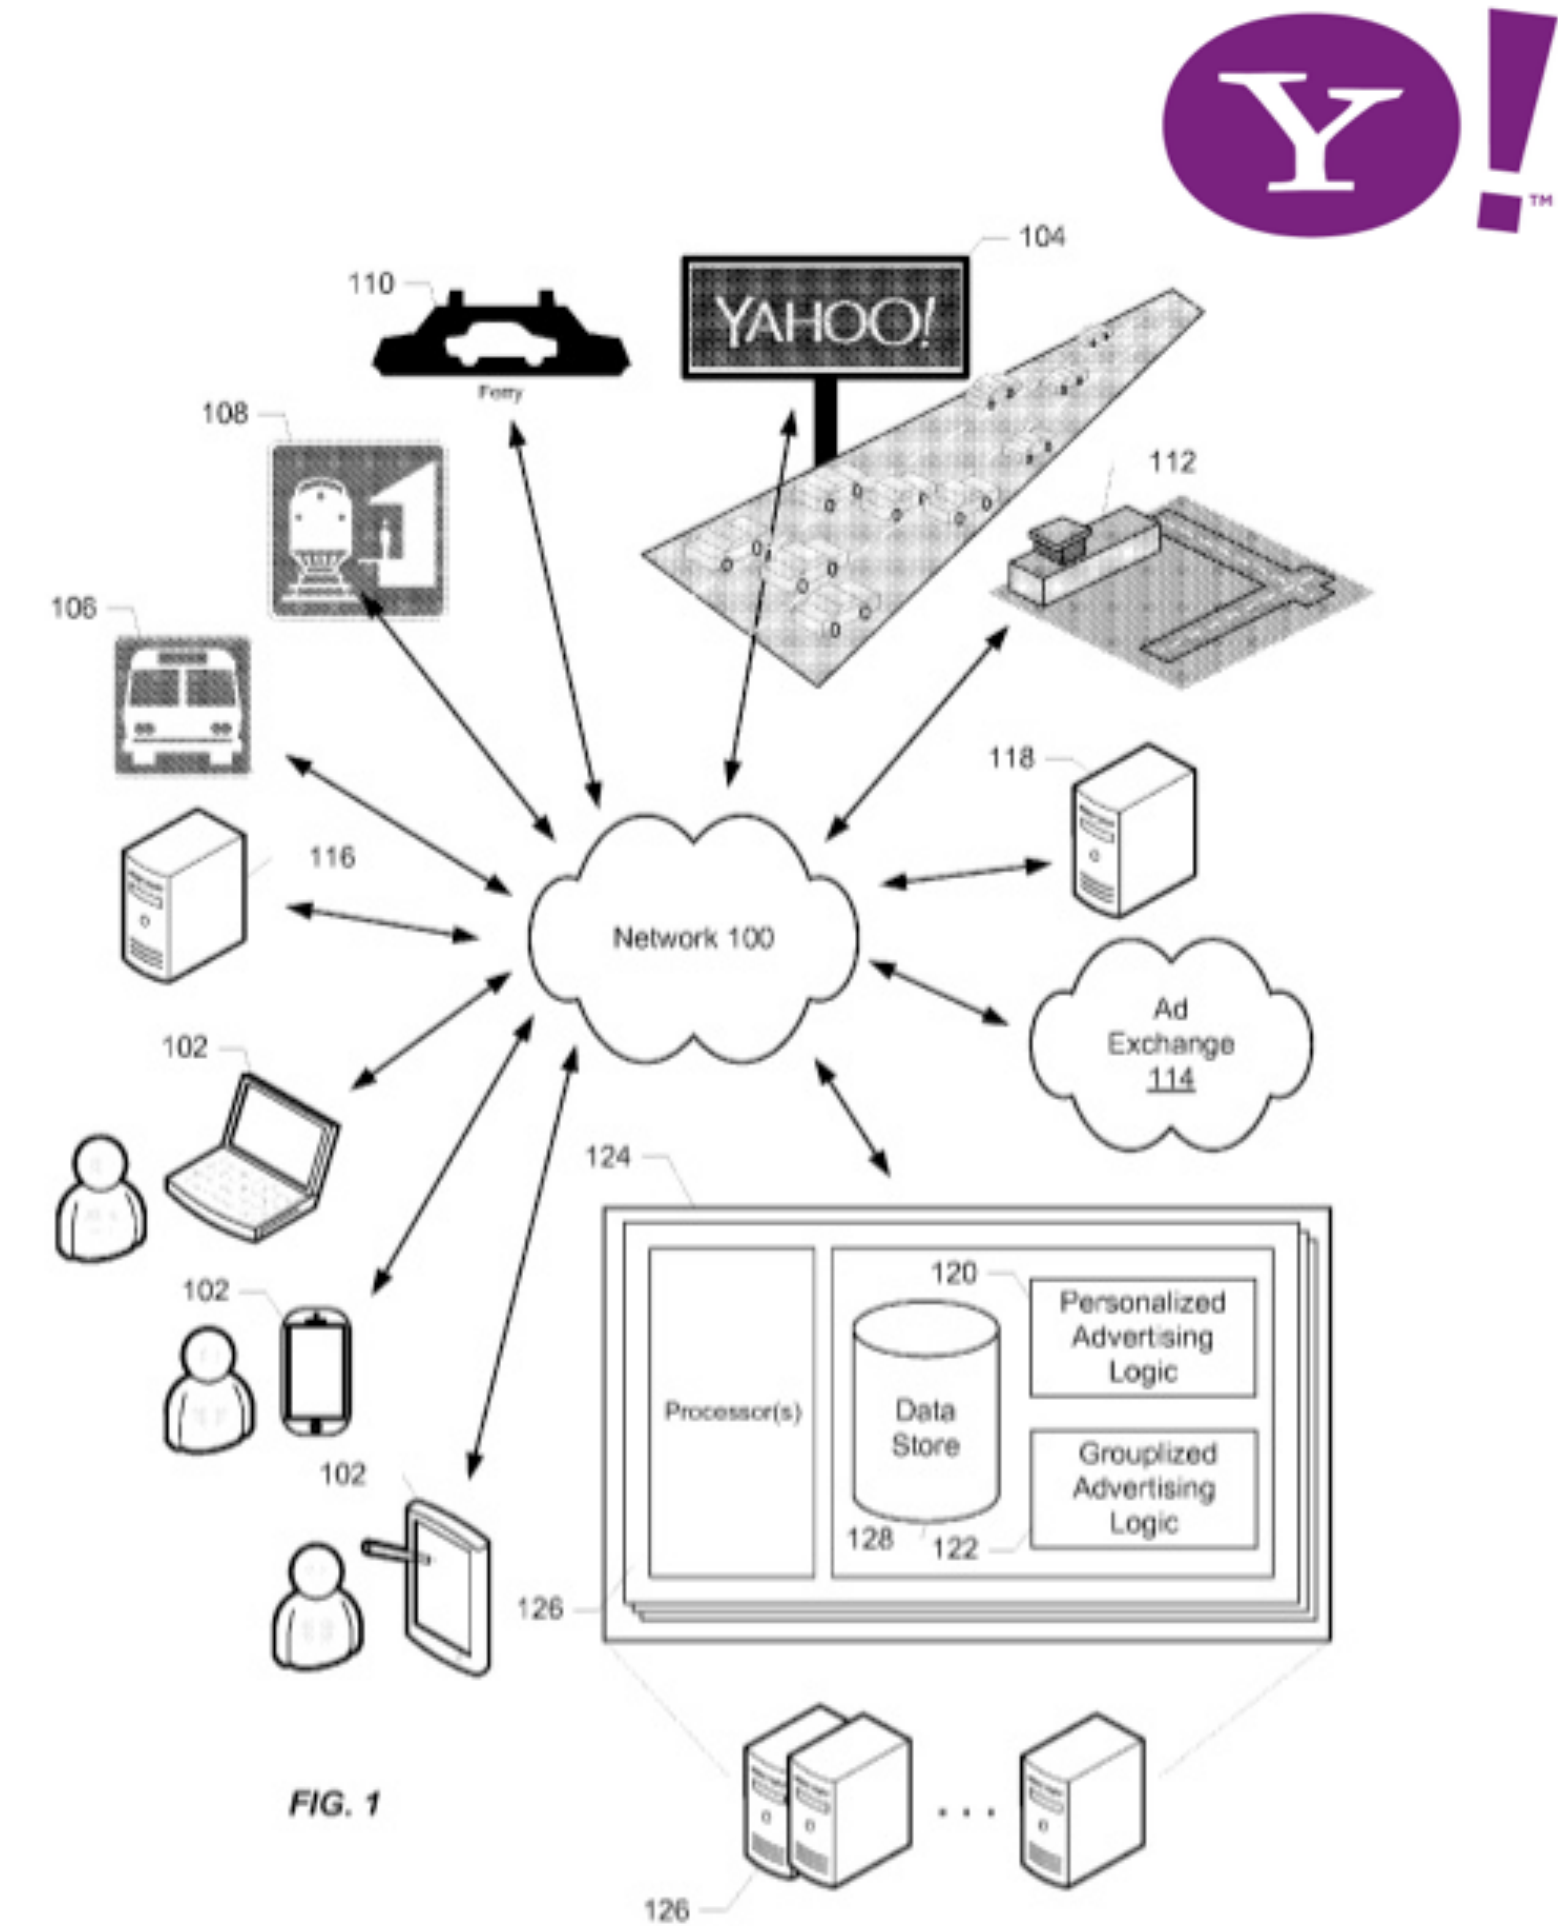 Y!
TM
104
110
YAHOO!
Ferry
108
112
106
118
116
Network 100
Ad
Exchange
114
102
124
120
Personalized
Advertising
Logic
102
Processor(s)
Data
Store
Grouplized
Advertising
Logic
102
128
122
126
FIG. 1
126